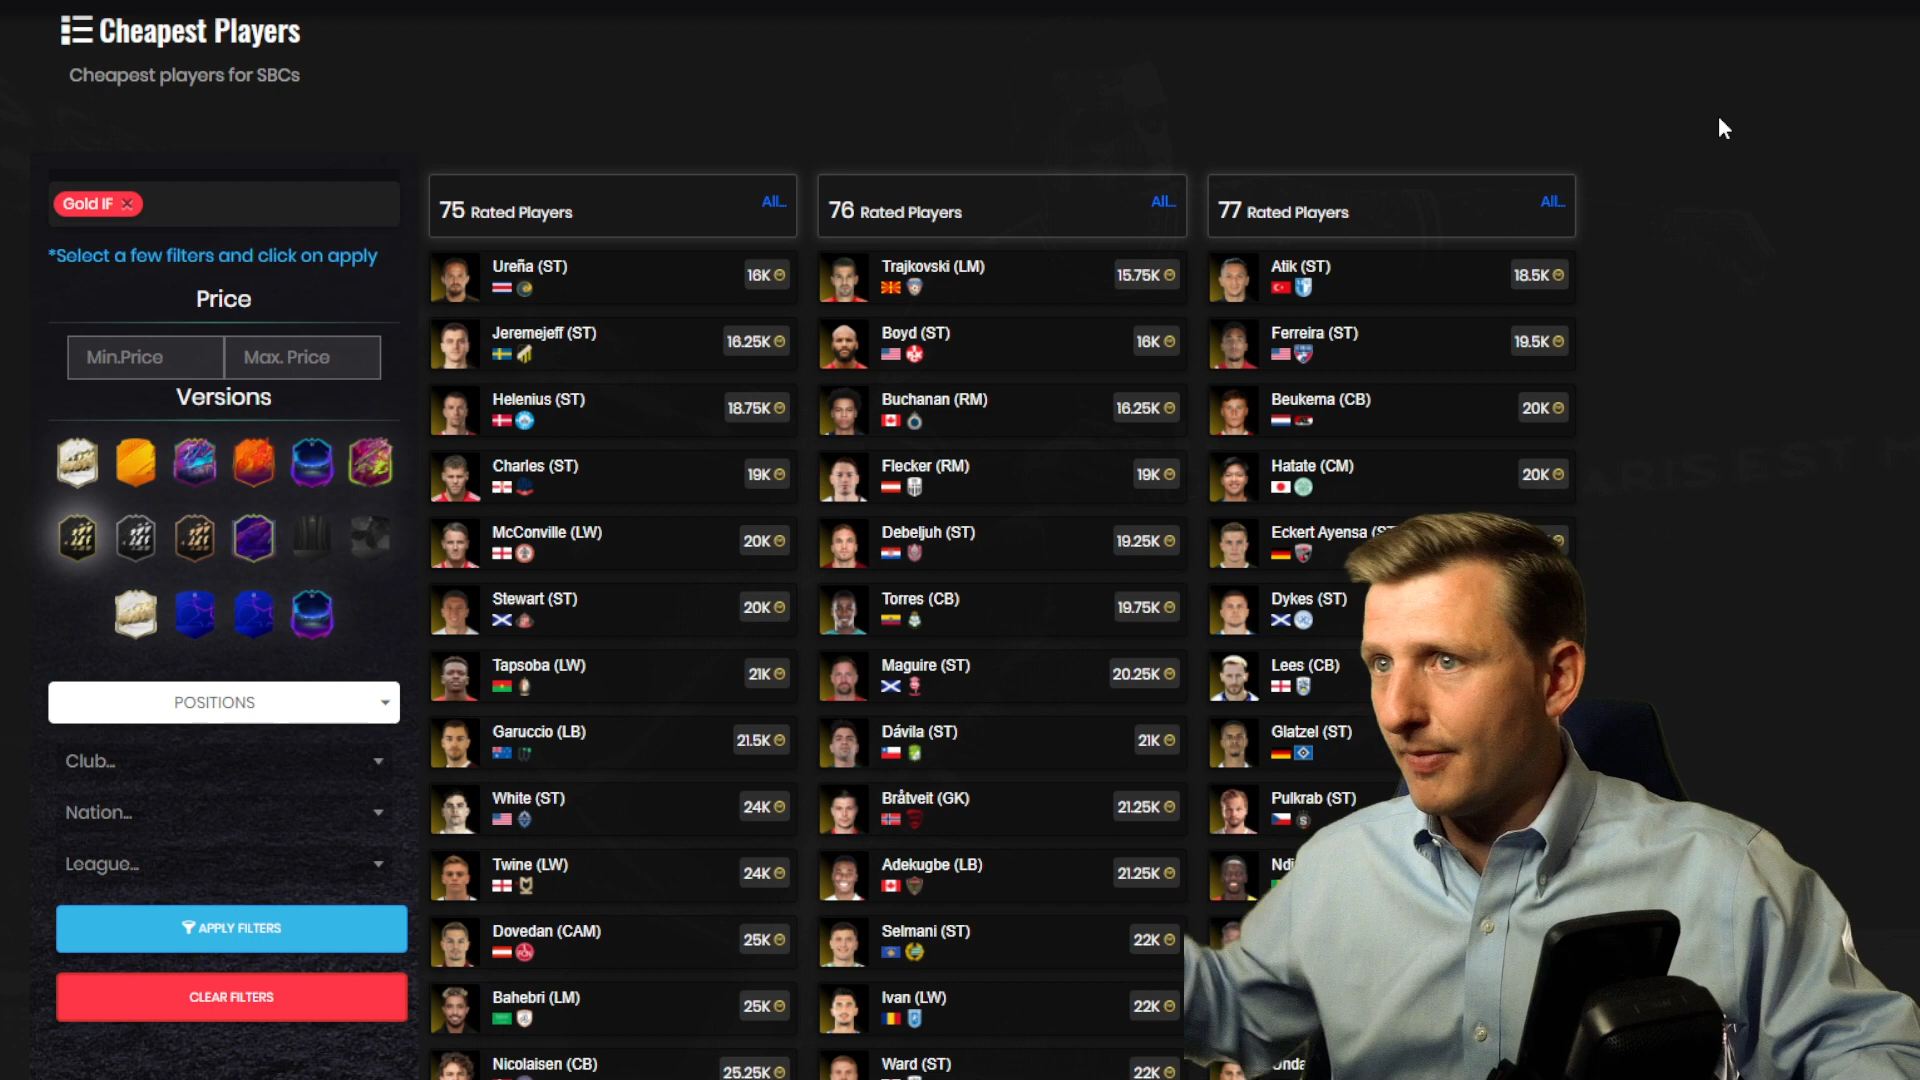 Cheapest Players
Cheapest players for SBCs
Gold IF ×
*Select a few filters and click on apply
Price
Min.Price
Max. Price
Versions
POSITIONS
Club...
Nation...
League...
APPLY FILTERS
CLEAR FILTERS
75 Rated Players
All...
Ureña (ST)
16K
Jeremejeff (ST)
16.25K
Helenius (ST)
18.75K
Charles (ST)
19K
McConville (LW)
20K
Stewart (ST)
20K
Tapsoba (LW)
21K
Garuccio (LB)
21.5K
White (ST)
24K
Twine (LW)
24K
Dovedan (CAM)
25K
Bahebri (LM)
25K
Nicolaisen (CB)
25.25K
76 Rated Players
All...
Trajkovski (LM)
15.75K
Boyd (ST)
16K
Buchanan (RM)
16.25K
Flecker (RM)
19K
Debeljuh (ST)
19.25K
Torres (CB)
19.75K
Maguire (ST)
20.25K
Dávila (ST)
21K
Bråtveit (GK)
21.25K
Adekugbe (LB)
21.25K
Selmani (ST)
22K
Ivan (LW)
22K
Ward (ST)
22K
77 Rated Players
All...
Atik (ST)
18.5K
Ferreira (ST)
19.5K
Beukema (CB)
20K
Hatate (CM)
20K
Eckert Ayensa
Dykes (ST)
Lees (CB)
Glatzel (ST)
Pulkrab (ST)